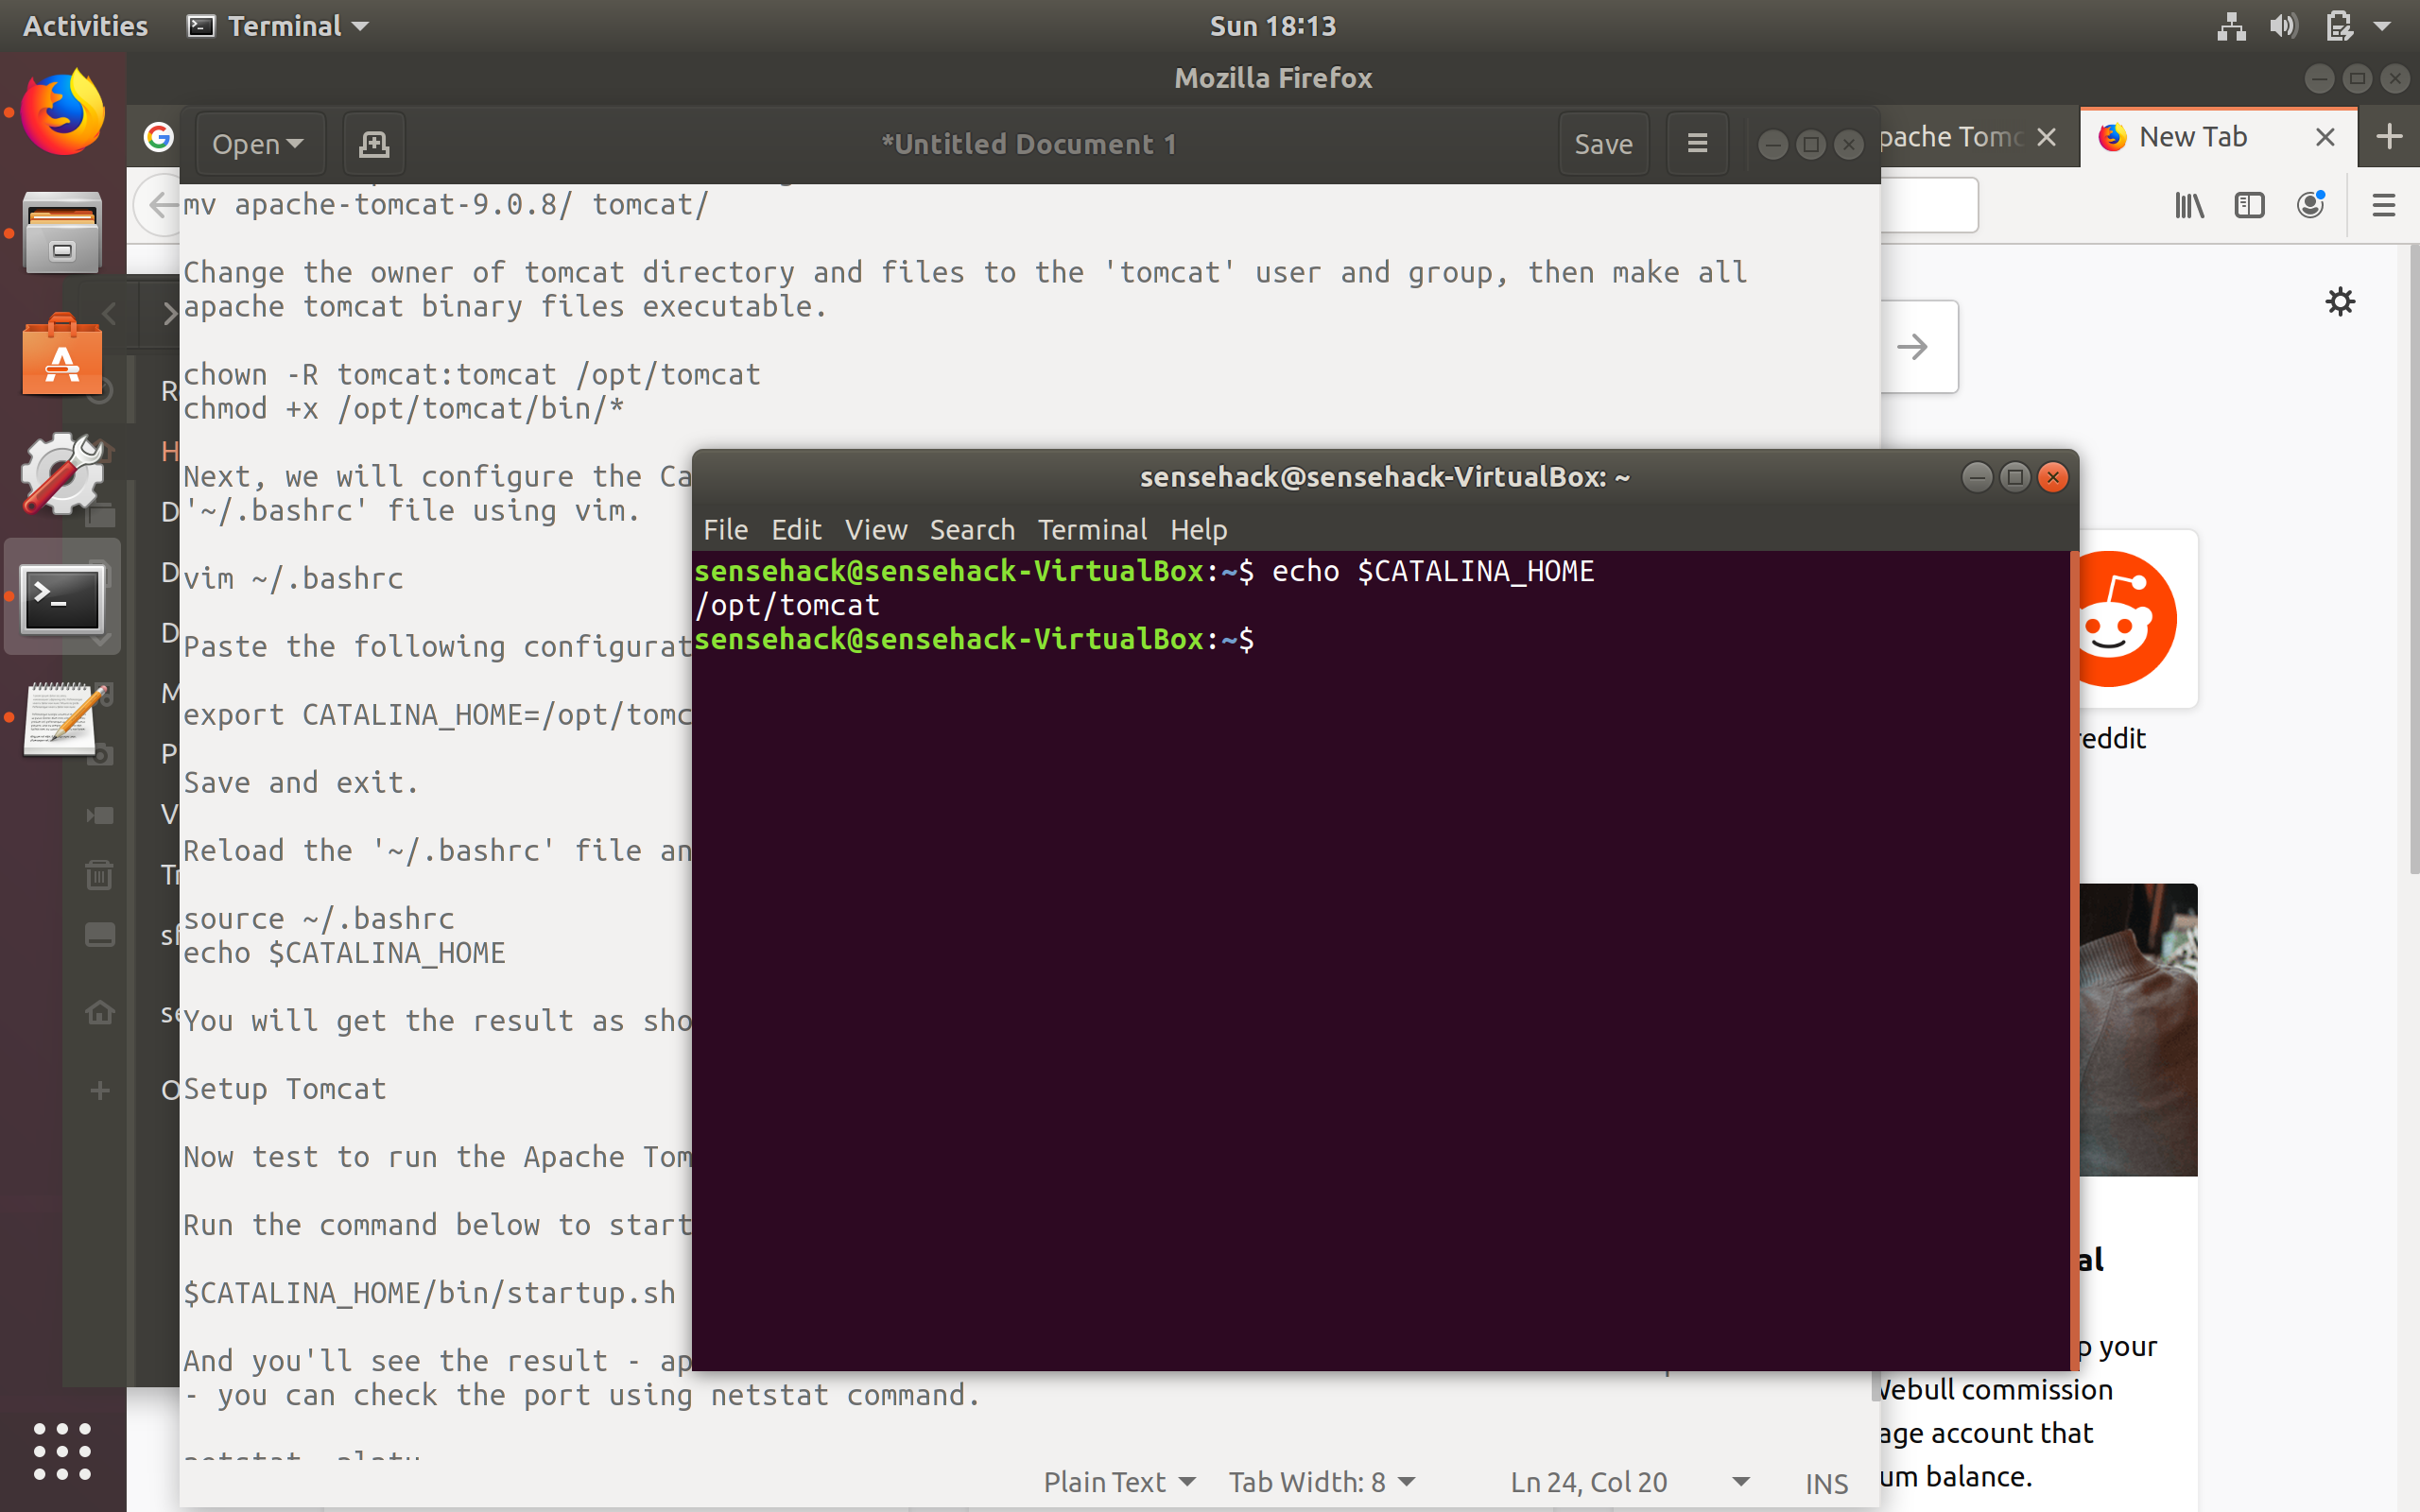 Activities Terminal Sun 18:13
Mozilla Firefox
Open *Untitled Document 1 Save
New Tab
mv apache-tomcat-9.0.8/ tomcat/
Change the owner of tomcat directory and files to the 'tomcat' user and group, then make all
apache tomcat binary files executable.
chown -R tomcat:tomcat /opt/tomcat
chmod +x /opt/tomcat/bin/*
Next, we will configure the Ca
'~/.bashrc' file using vim.
vim ~/.bashrc
Paste the following configurat
export CATALINA_HOME=/opt/tomc
Save and exit.
Reload the '~/.bashrc' file an
source ~/.bashrc
echo $CATALINA_HOME
You will get the result as sho
Setup Tomcat
Now test to run the Apache Tom
Run the command below to start
$CATALINA_HOME/bin/startup.sh
And you'll see the result - ap
- you can check the port using netstat command.
Plain Text Tab Width: 8 Ln 24, Col 20 INS
sensehack@sensehack-VirtualBox: ~
File Edit View Search Terminal Help
sensehack@sensehack-VirtualBox:~$ echo $CATALINA_HOME
/opt/tomcat
sensehack@sensehack-VirtualBox:~$
eddit
al
p your
Webull commission
age account that
um balance.